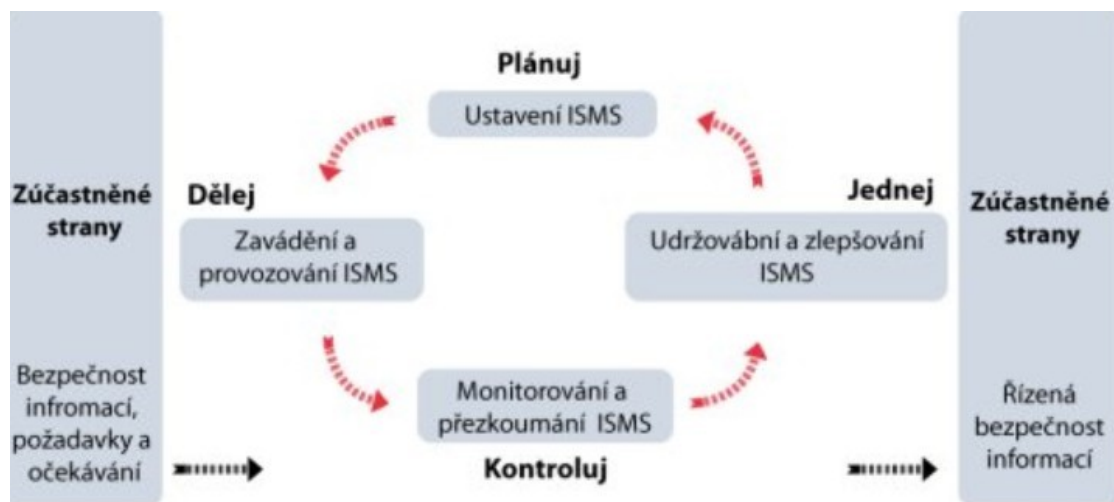 Plánuj
Ustavení ISMS
Zúčastněné
strany
Dělej
Zavádění a
provozování ISMS
Jednej
Udržovábní a zlepšování
ISMS
Zúčastněné
strany
Bezpečnost
infromací,
požadavky a
očekávání
Monitorování a
přezkoumání ISMS
Kontroluj
Řízená
bezpečnost
informací